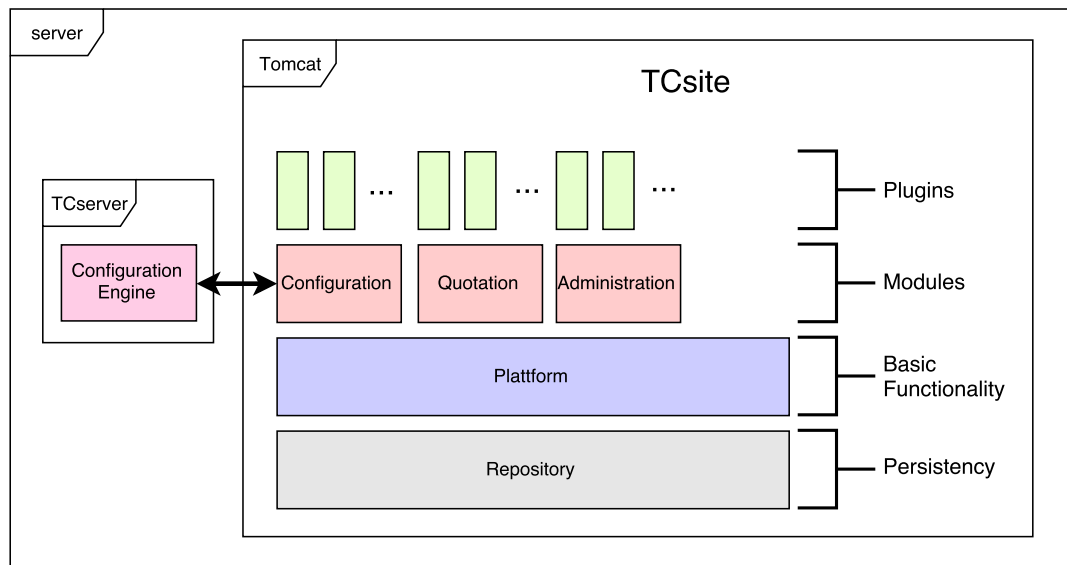 server
Tomcat
TCsite
... ... ...
Plugins
TCserver
Configuration
Engine
Configuration
Quotation
Administration
Modules
Plattform
Basic
Functionality
Repository
Persistency